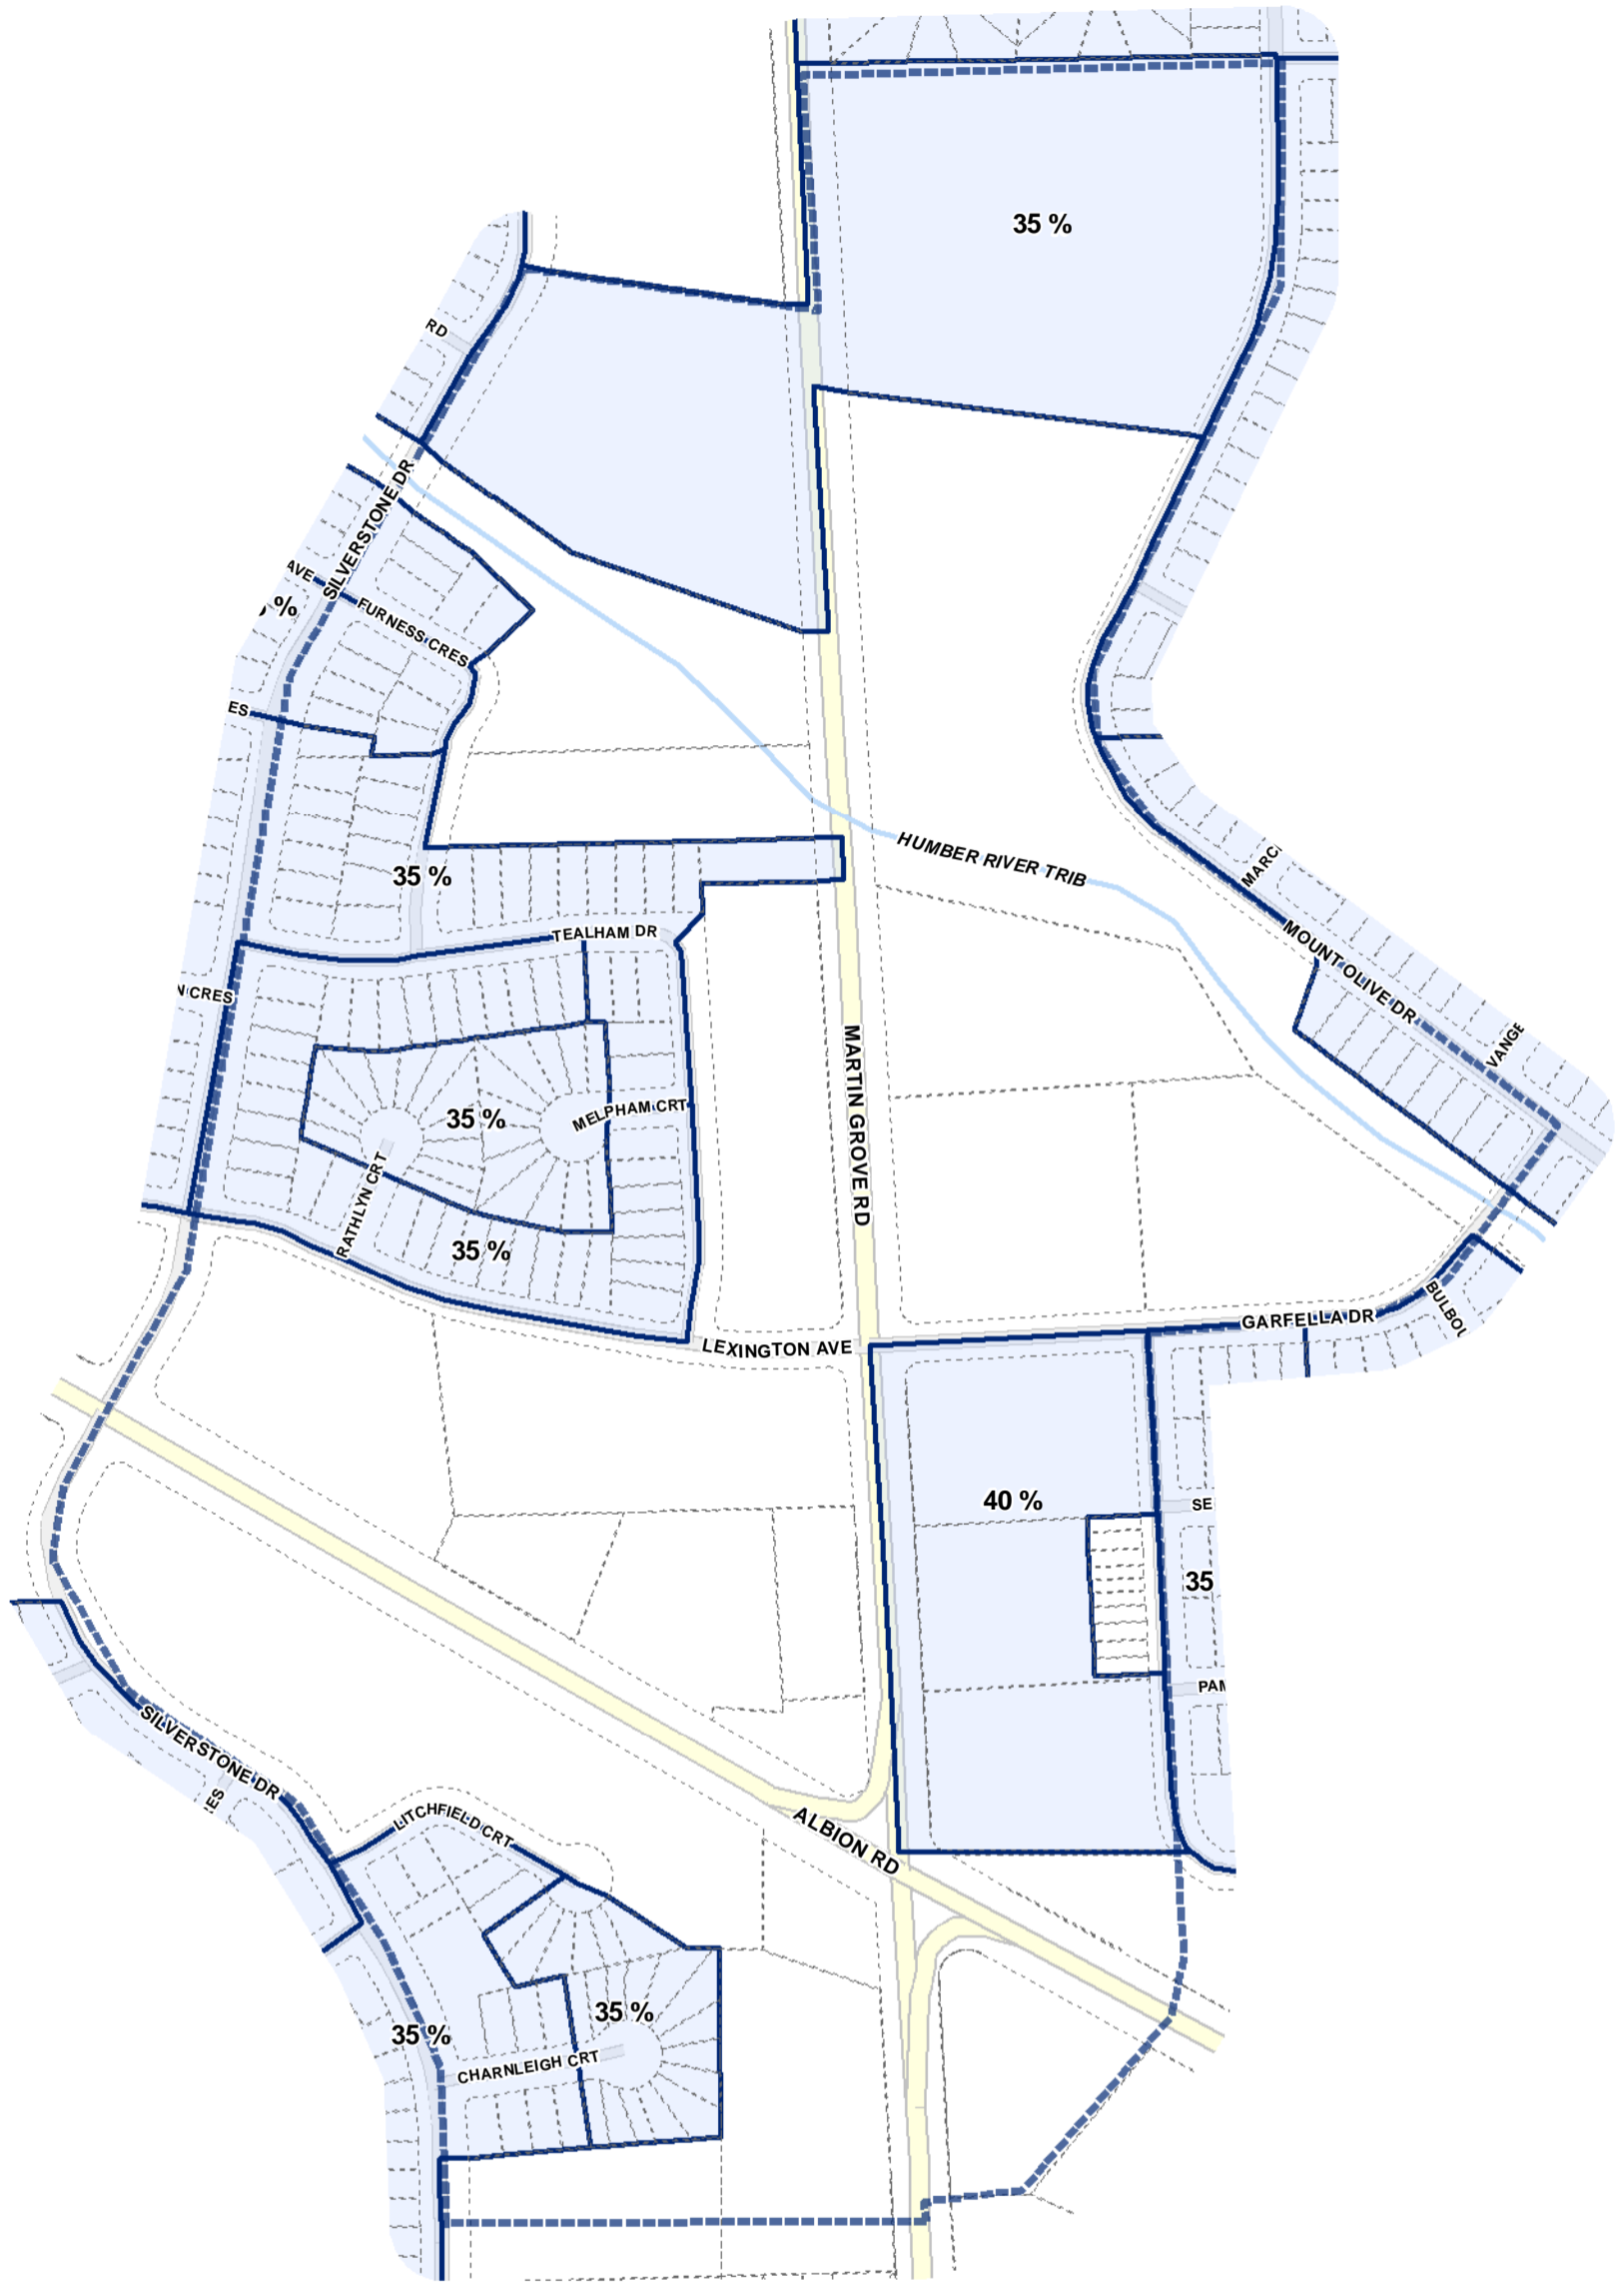 35 %
RD
SILVERSTONE DR
AVE
%
FURNESS CRES
ES
HUMBER RIVER TRIB
MARC
35 %
TEALHAM DR
MOUNT OLIVE DR
N CRES
VANGE
MARTIN GROVE RD
35 %
MELPHAM CRT
RATHLYN CRT
35 %
BULBOU
GARFELLA DR
LEXINGTON AVE
40 %
SE
35
PAM
SILVERSTONE DR
ES
LITCHFIELD CRT
ALBION RD
35 %
35 %
CHARNLEIGH CRT